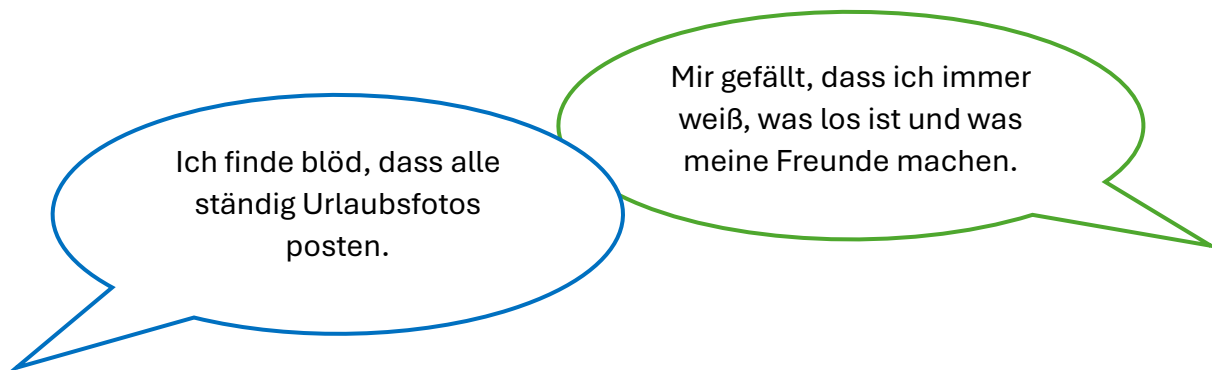 Ich finde blöd, dass alle
ständig Urlaubsfotos
posten.
Mir gefällt, dass ich immer
weiß, was los ist und was
meine Freunde machen.